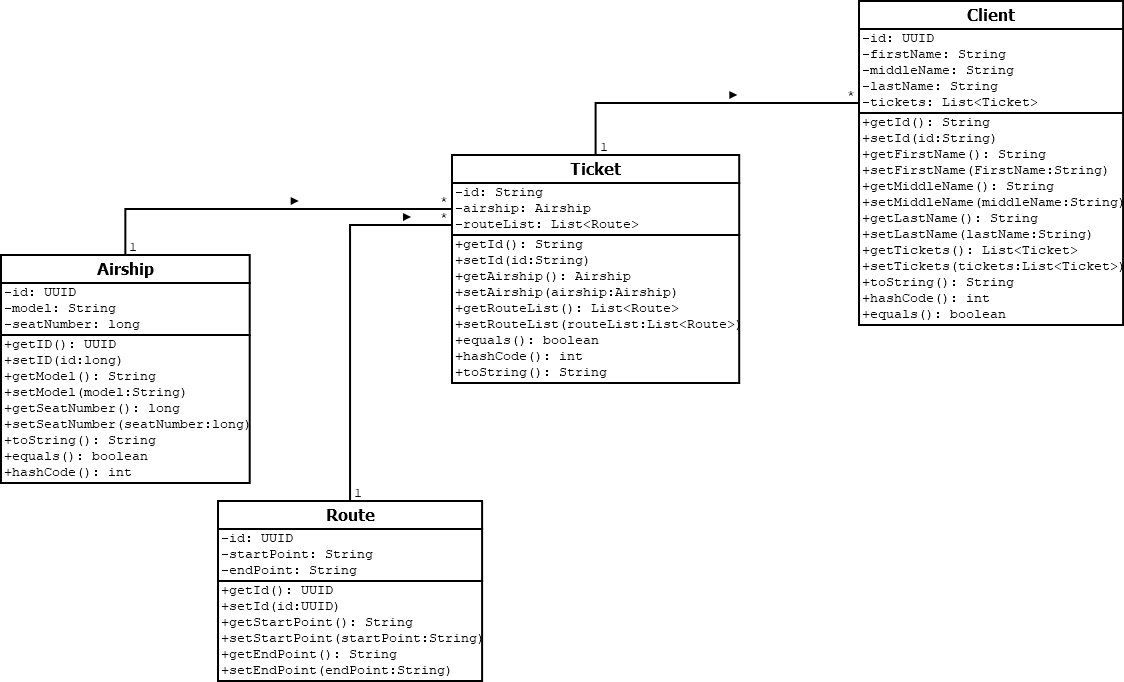 Client
-id: UUID
-firstName: String
-middleName: String
-lastName: String
-tickets: List<Ticket>
+getId(): String
+setId(id:String)
+getFirstName(): String
+setFirstName(FirstName:String)
+getMiddleName(): String
+setMiddleName(middleName:String)
+getLastName(): String
+setLastName(lastName:String)
+getTickets(): List<Ticket>
+setTickets(tickets:List<Ticket>)
+toString(): String
+hashCode(): int
+equals(): boolean
*
1
Ticket
-id: String
-airship: Airship
-routeList: List<Route>
+getId(): String
+setId(id:String)
+getAirship(): Airship
+setAirship(airship:Airship)
+getRouteList(): List<Route>
+setRouteList(routeList:List<Route>)
+equals(): boolean
+hashCode(): int
+toString(): String
*
*
1
Airship
-id: UUID
-model: String
-seatNumber: long
+getID(): UUID
+setID(id:long)
+getModel(): String
+setModel(model:String)
+getSeatNumber(): long
+setSeatNumber(seatNumber:long)
+toString(): String
+equals(): boolean
+hashCode(): int
1
Route
-id: UUID
-startPoint: String
-endPoint: String
+getId(): UUID
+setId(id:UUID)
+getStartPoint(): String
+setStartPoint(startPoint:String)
+getEndPoint(): String
+setEndPoint(endPoint:String)